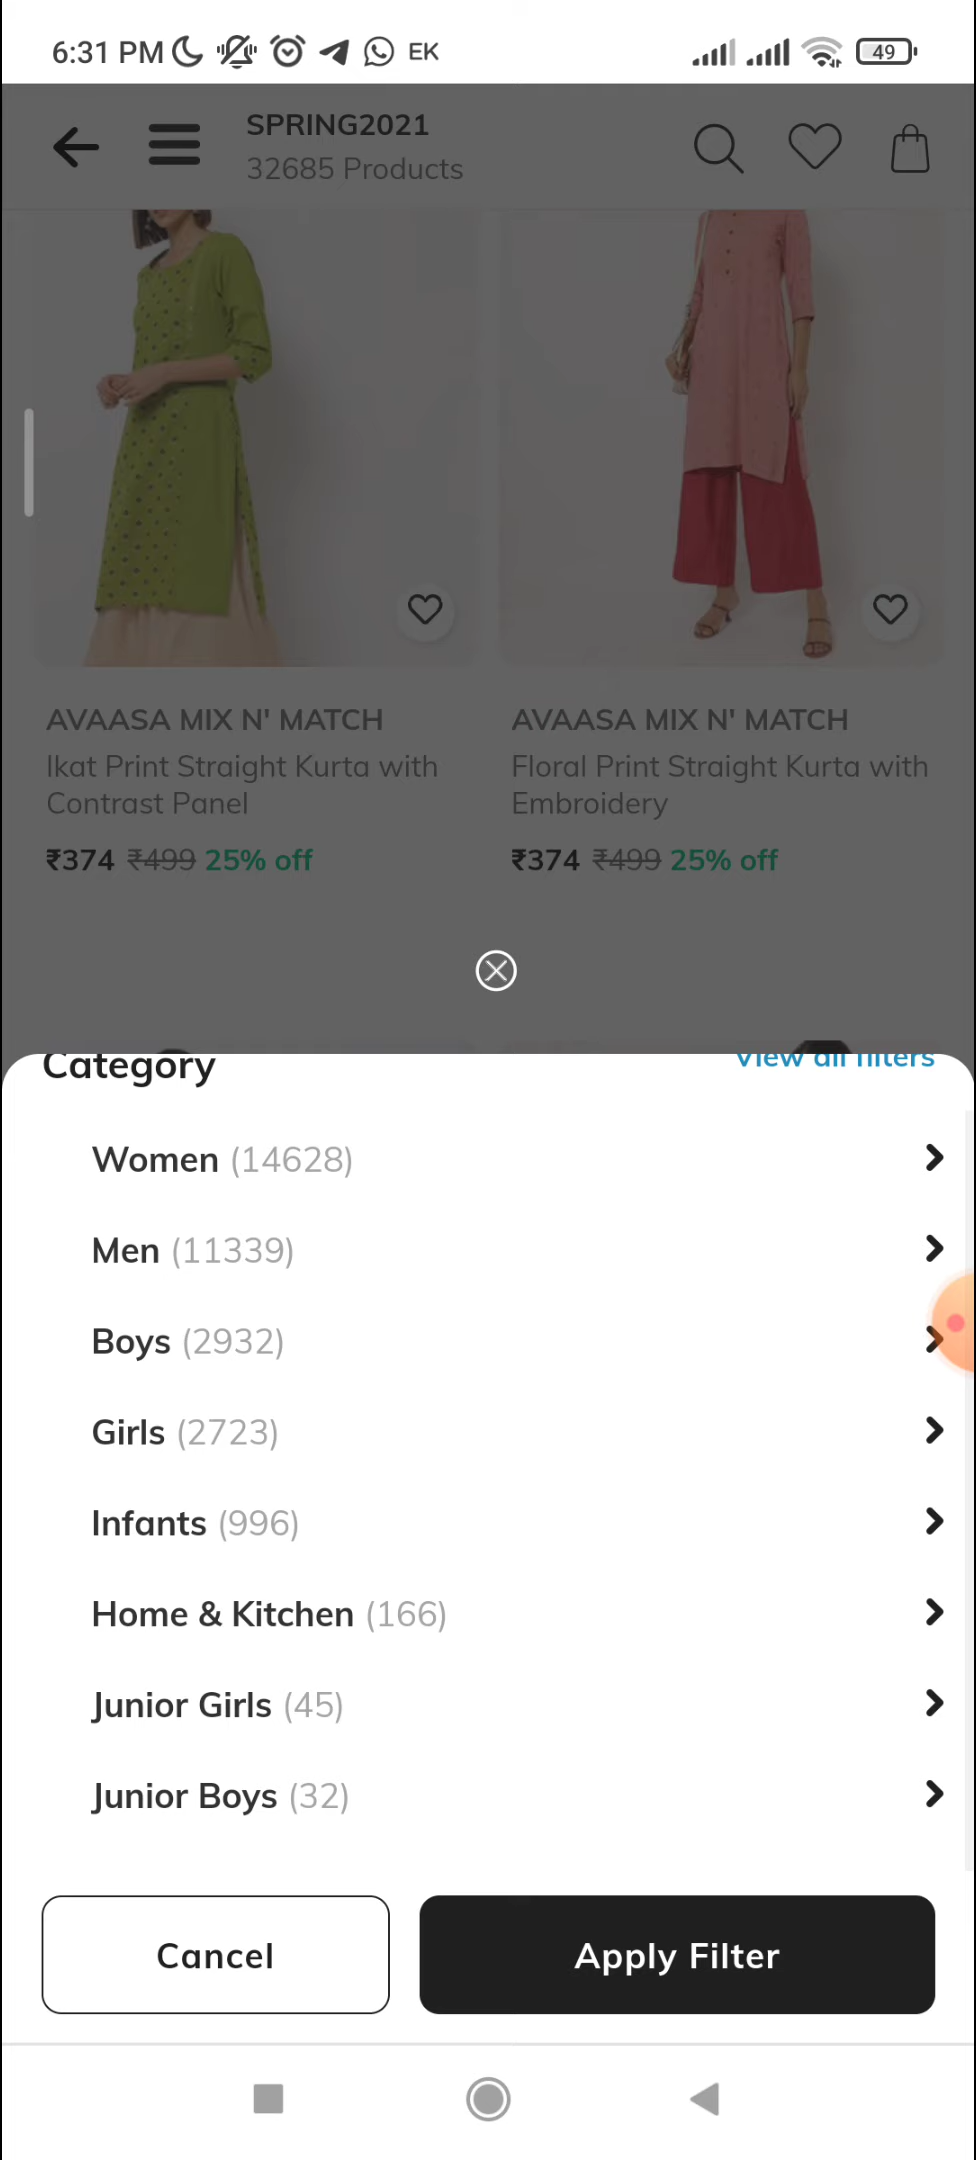 6:31 PM EK 49
SPRING2021
32685 Products
AVAASA MIX N' MATCH
Ikat Print Straight Kurta with
Contrast Panel
₹374 ₹499 25% off
AVAASA MIX N' MATCH
Floral Print Straight Kurta with
Embroidery
₹374 ₹499 25% off
Category
View all filters
Women (14628)
Men (11339)
Boys (2932)
Girls (2723)
Infants (996)
Home & Kitchen (166)
Junior Girls (45)
Junior Boys (32)
Cancel
Apply Filter